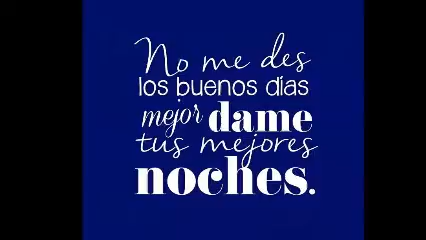 No me des
los buenos días
mejor dame
tus mejores
noches.